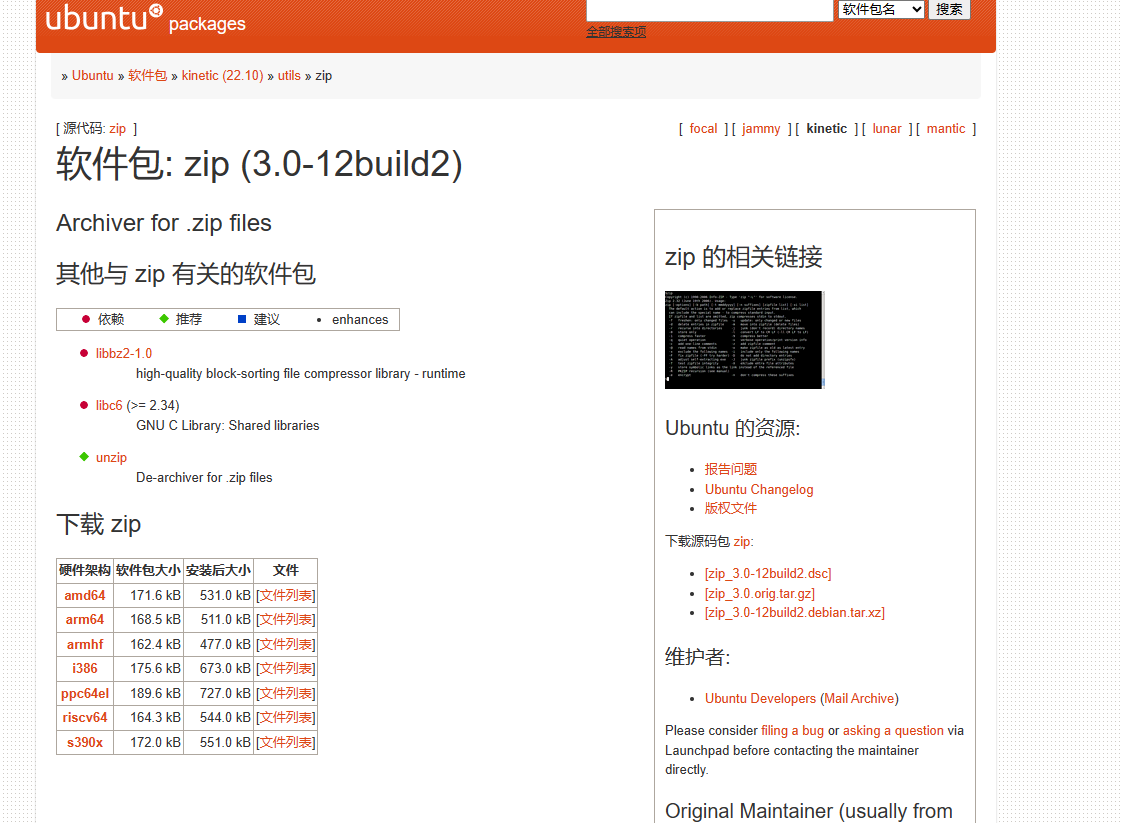 ubuntu packages
软件包名 搜索
全部搜索项
» Ubuntu » 软件包 » kinetic (22.10) » utils » zip
[ 源代码: zip ]
[ focal ] [ jammy ] [ kinetic ] [ lunar ] [ mantic ]
软件包: zip (3.0-12build2)
Archiver for .zip files
其他与 zip 有关的软件包
依赖 推荐 建议 enhances
libbz2-1.0
high-quality block-sorting file compressor library - runtime
libc6 (>= 2.34)
GNU C Library: Shared libraries
unzip
De-archiver for .zip files
下载 zip
硬件架构 软件包大小 安装后大小 文件
amd64 171.6 kB 531.0 kB [文件列表]
arm64 168.5 kB 511.0 kB [文件列表]
armhf 162.4 kB 477.0 kB [文件列表]
i386 175.6 kB 673.0 kB [文件列表]
ppc64el 189.6 kB 727.0 kB [文件列表]
riscv64 164.3 kB 544.0 kB [文件列表]
s390x 172.0 kB 551.0 kB [文件列表]
zip 的相关链接
Ubuntu 的资源:
报告问题
Ubuntu Changelog
版权文件
下载源码包 zip:
[zip_3.0-12build2.dsc]
[zip_3.0.orig.tar.gz]
[zip_3.0-12build2.debian.tar.xz]
维护者:
Ubuntu Developers (Mail Archive)
Please consider filing a bug or asking a question via
Launchpad before contacting the maintainer
directly.
Original Maintainer (usually from